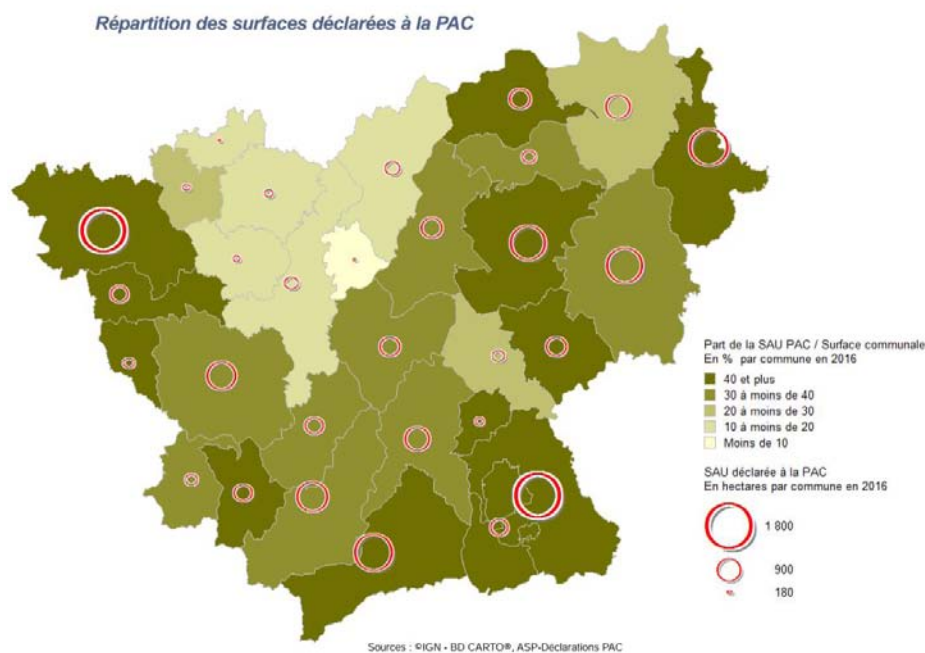 Répartition des surfaces déclarées à la PAC
Part de la SAU PAC / Surface communale
En % par commune en 2016
40 et plus
30 à moins de 40
20 à moins de 30
10 à moins de 20
Moins de 10
SAU déclarée à la PAC
En hectares par commune en 2016
1 800
900
180
Sources : ©IGN - BD CARTO®, ASP-Déclarations PAC